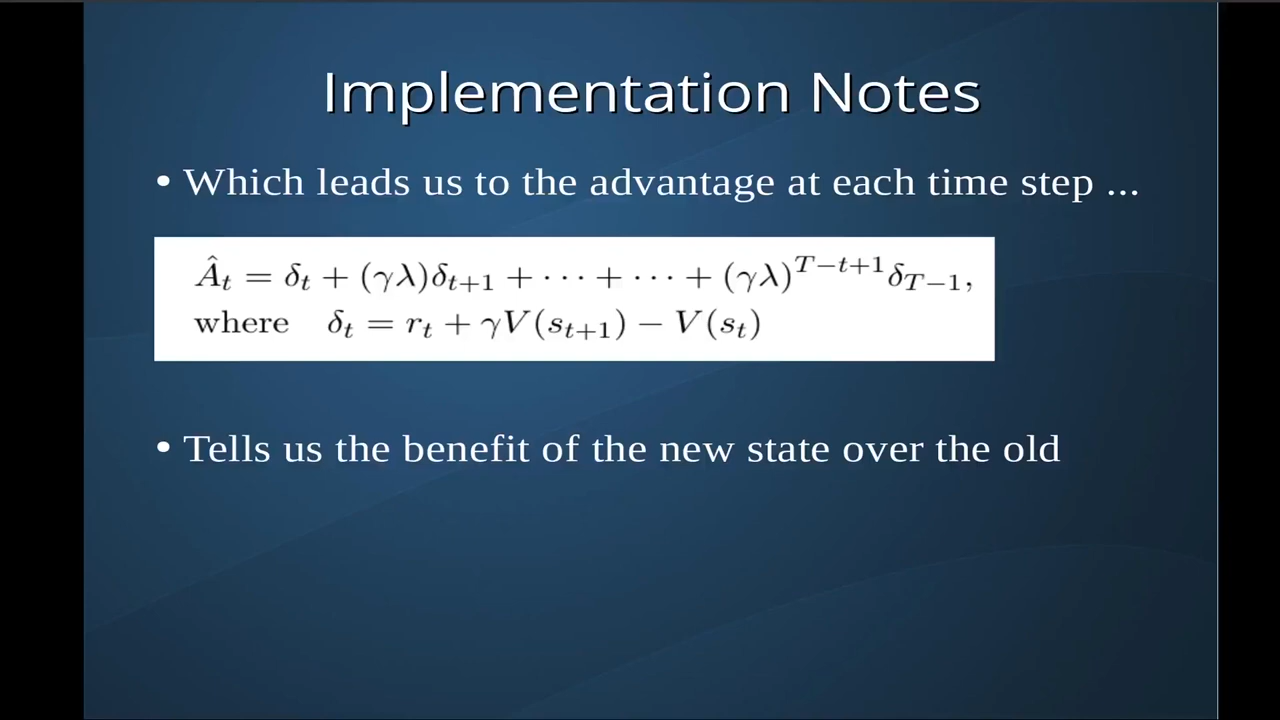 Implementation Notes
• Which leads us to the advantage at each time step ...
Â_t = δ_t + (γλ)δ_{t+1} + ··· + ··· + (γλ)^{T−t+1}δ_{T−1},
where δ_t = r_t + γV(s_{t+1}) − V(s_t)
• Tells us the benefit of the new state over the old